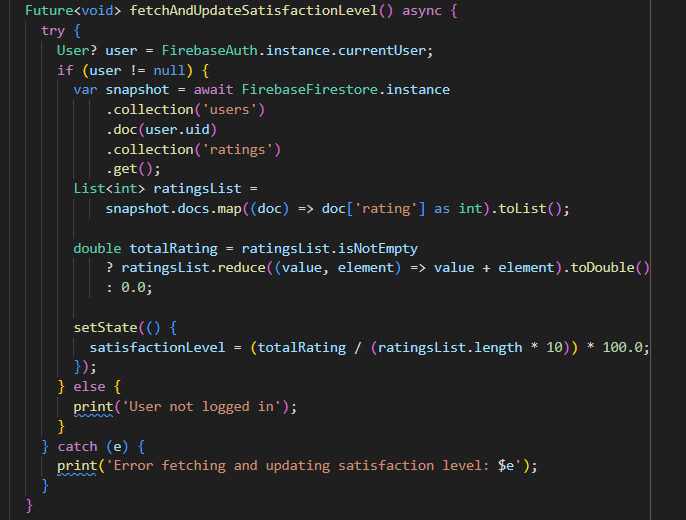 Future<void> fetchAndUpdateSatisfactionLevel() async {
  try {
    User? user = FirebaseAuth.instance.currentUser;
    if (user != null) {
      var snapshot = await FirebaseFirestore.instance
          .collection('users')
          .doc(user.uid)
          .collection('ratings')
          .get();
      List<int> ratingsList =
          snapshot.docs.map((doc) => doc['rating'] as int).toList();

      double totalRating = ratingsList.isNotEmpty
          ? ratingsList.reduce((value, element) => value + element).toDouble()
          : 0.0;

      setState(() {
        satisfactionLevel = (totalRating / (ratingsList.length * 10)) * 100.0;
      });
    } else {
      print('User not logged in');
    }
  } catch (e) {
    print('Error fetching and updating satisfaction level: $e');
  }
}